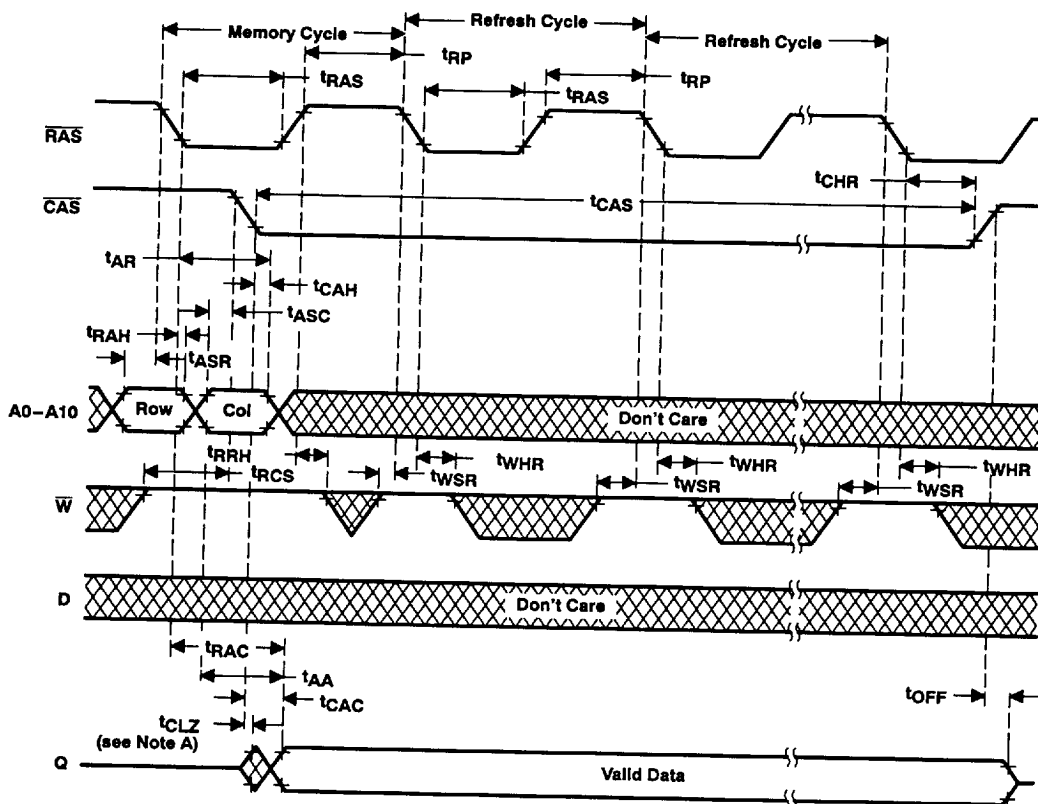 Memory Cycle
Refresh Cycle
Refresh Cycle
tRP
tRAS
tRP
tRAS
RAS
tCHR
CAS
tCAS
tAR
tCAH
tASC
tRAH
tASR
A0–A10
Row
Col
Don't Care
tRRH
tRCS
tWHR
tWSR
tWHR
tWSR
tWHR
tWSR
W
D
Don't Care
tRAC
tAA
tCAC
tOFF
tCLZ
(see Note A)
Q
Valid Data